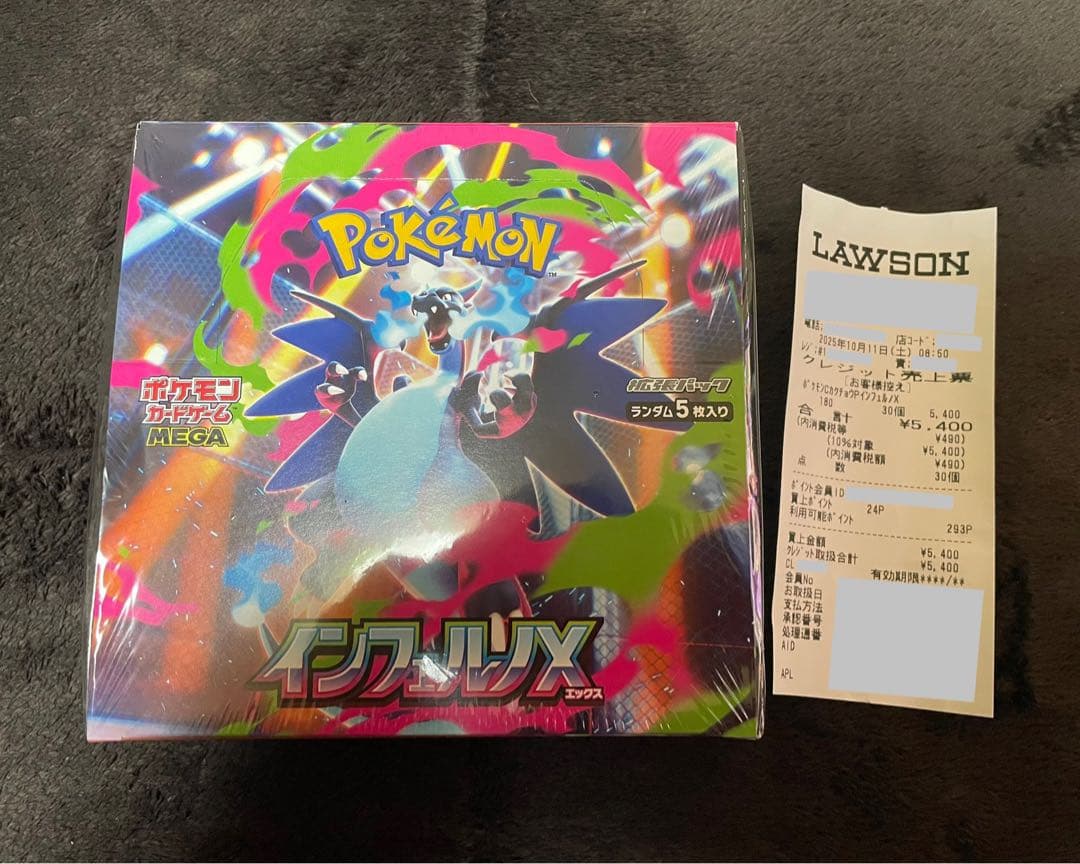 POKéMON
TM
ポケモン
カードゲーム
MEGA
拡張パック
ランダム5枚入り
インフェルノX
エックス
LAWSON
電話:
店コード:
2025年10月11日(土) 08:50
レジ#1
責:
クレジット売上票
[お客様控え]
ポケモンCカクチョウPインフェルノX
180 30個 5,400
合 計 ¥5,400
(内消費税等 ¥490)
(10%対象 ¥5,400)
(内消費税額 ¥490)
点 数 30個
ポイント会員ID
買上ポイント 24P
利用可能ポイント 293P
買上金額 ¥5,400
クレジット取扱合計 ¥5,400
CL 有効期限****/**
会員No
お取扱日
支払方法
承認番号
処理通番
AID
APL